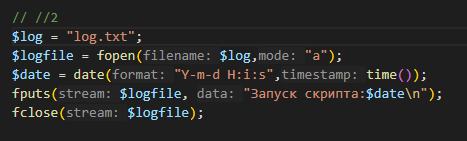 // //2
$log = "log.txt";
$logfile = fopen(filename: $log,mode: "a");
$date = date(format: "Y-m-d H:i:s",timestamp: time());
fputs(stream: $logfile, data: "Запуск скрипта:$date\n");
fclose(stream: $logfile);